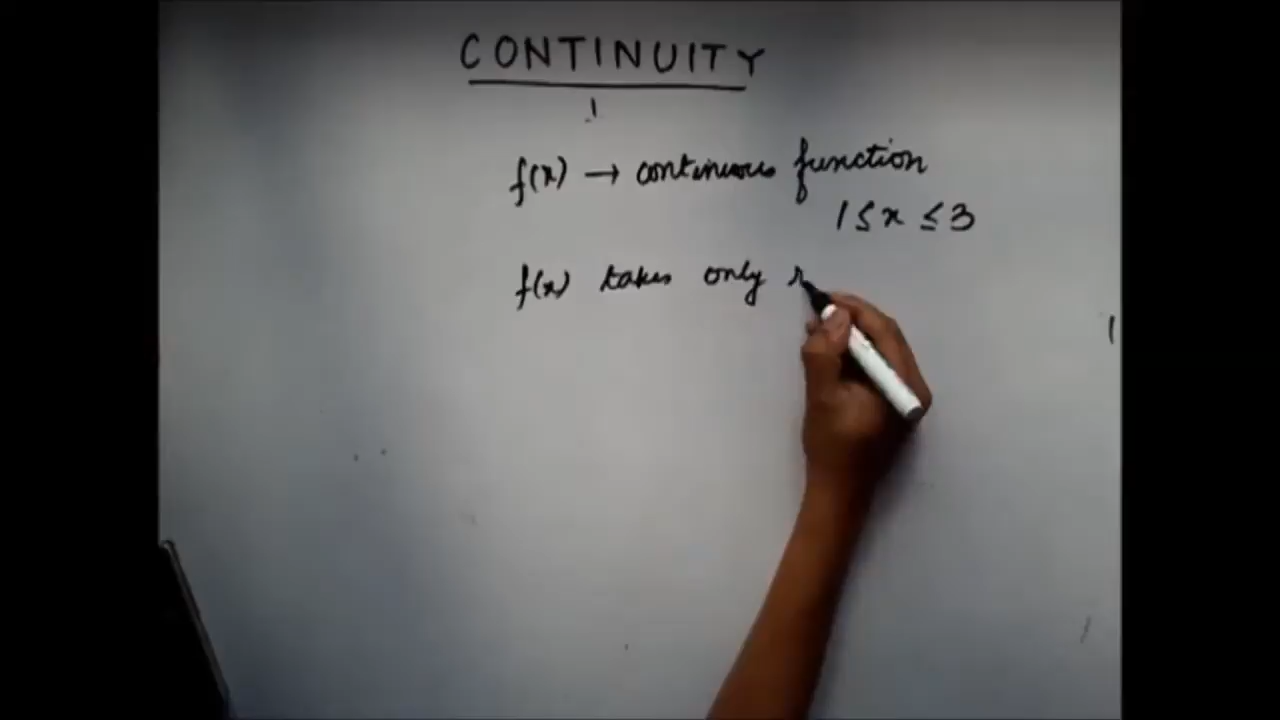 CONTINUITY
f(x) → continuous function
1 ≤ x ≤ 3
f(x) takes only